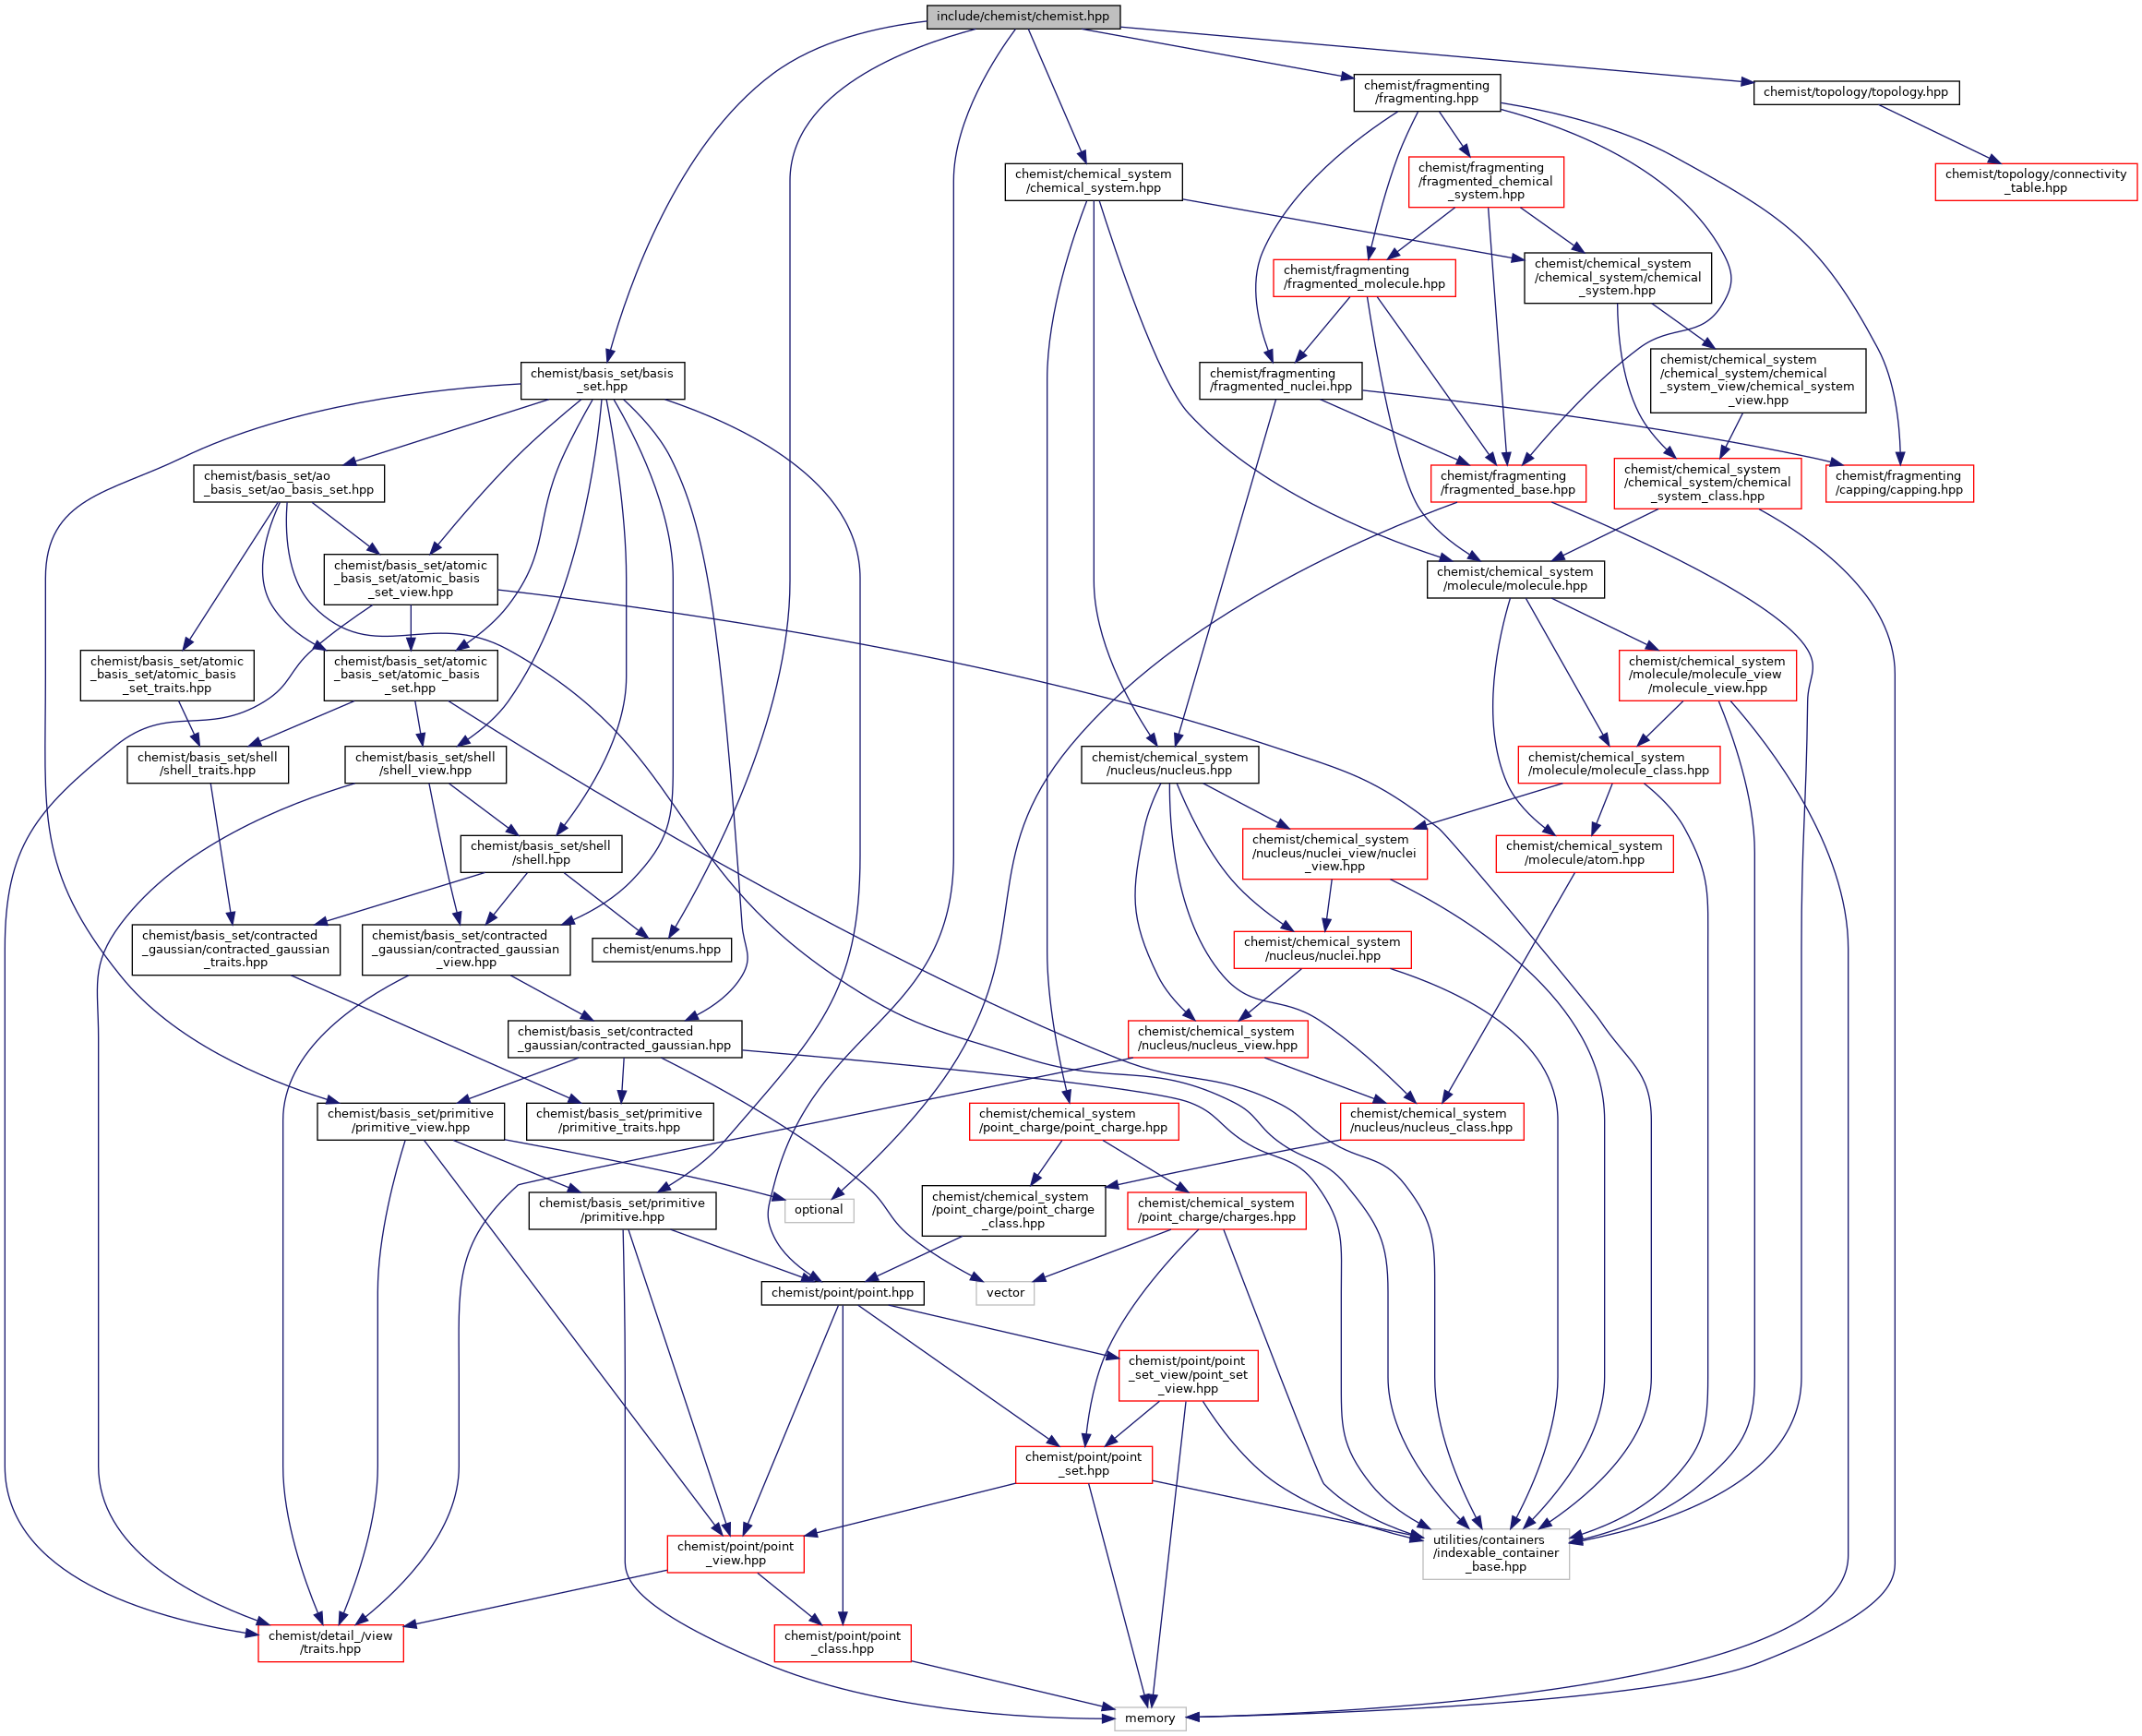 include/chemist/chemist.hpp
chemist/fragmenting
/fragmenting.hpp
chemist/topology/topology.hpp
chemist/fragmenting
/fragmented_chemical
_system.hpp
chemist/chemical_system
/chemical_system.hpp
chemist/topology/connectivity
_table.hpp
chemist/fragmenting
/fragmented_molecule.hpp
chemist/chemical_system
/chemical_system/chemical
_system.hpp
chemist/basis_set/basis
_set.hpp
chemist/fragmenting
/fragmented_nuclei.hpp
chemist/chemical_system
/chemical_system/chemical
_system_view/chemical_system
_view.hpp
chemist/basis_set/ao
_basis_set/ao_basis_set.hpp
chemist/fragmenting
/fragmented_base.hpp
chemist/chemical_system
/chemical_system/chemical
_system_class.hpp
chemist/fragmenting
/capping/capping.hpp
chemist/basis_set/atomic
_basis_set/atomic_basis
_set_view.hpp
chemist/chemical_system
/molecule/molecule.hpp
chemist/basis_set/atomic
_basis_set/atomic_basis
_set_traits.hpp
chemist/basis_set/atomic
_basis_set/atomic_basis
_set.hpp
chemist/chemical_system
/molecule/molecule_view
/molecule_view.hpp
chemist/basis_set/shell
/shell_traits.hpp
chemist/basis_set/shell
/shell_view.hpp
chemist/chemical_system
/nucleus/nucleus.hpp
chemist/chemical_system
/molecule/molecule_class.hpp
chemist/basis_set/shell
/shell.hpp
chemist/chemical_system
/nucleus/nuclei_view/nuclei
_view.hpp
chemist/chemical_system
/molecule/atom.hpp
chemist/basis_set/contracted
_gaussian/contracted_gaussian
_traits.hpp
chemist/basis_set/contracted
_gaussian/contracted_gaussian
_view.hpp
chemist/enums.hpp
chemist/chemical_system
/nucleus/nuclei.hpp
chemist/basis_set/contracted
_gaussian/contracted_gaussian.hpp
chemist/chemical_system
/nucleus/nucleus_view.hpp
chemist/basis_set/primitive
/primitive_view.hpp
chemist/basis_set/primitive
/primitive_traits.hpp
chemist/chemical_system
/point_charge/point_charge.hpp
chemist/chemical_system
/nucleus/nucleus_class.hpp
chemist/basis_set/primitive
/primitive.hpp
optional
chemist/chemical_system
/point_charge/point_charge
_class.hpp
chemist/chemical_system
/point_charge/charges.hpp
chemist/point/point.hpp
vector
chemist/point/point
_set_view/point_set
_view.hpp
chemist/point/point
_set.hpp
chemist/point/point
_view.hpp
utilities/containers
/indexable_container
_base.hpp
chemist/detail_/view
/traits.hpp
chemist/point/point
_class.hpp
memory